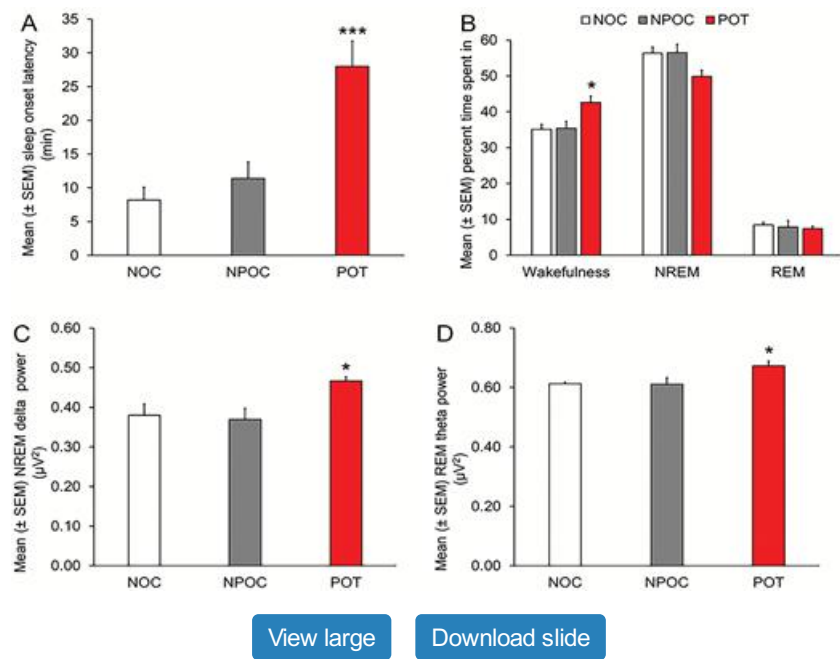 A
Mean (± SEM) sleep onset latency
(min)
35
30
25
20
15
10
5
0
***
NOC NPOC POT
B
NOC NPOC POT
Mean (± SEM) percent time spent in
60
50
40
30
20
10
0
*
Wakefulness NREM REM
C
Mean (± SEM) NREM delta power
(µV²)
0.60
0.50
0.40
0.30
0.20
0.10
0.00
*
NOC NPOC POT
D
Mean (± SEM) REM theta power
(µV²)
0.80
0.60
0.40
0.20
0.00
*
NOC NPOC POT
View large Download slide